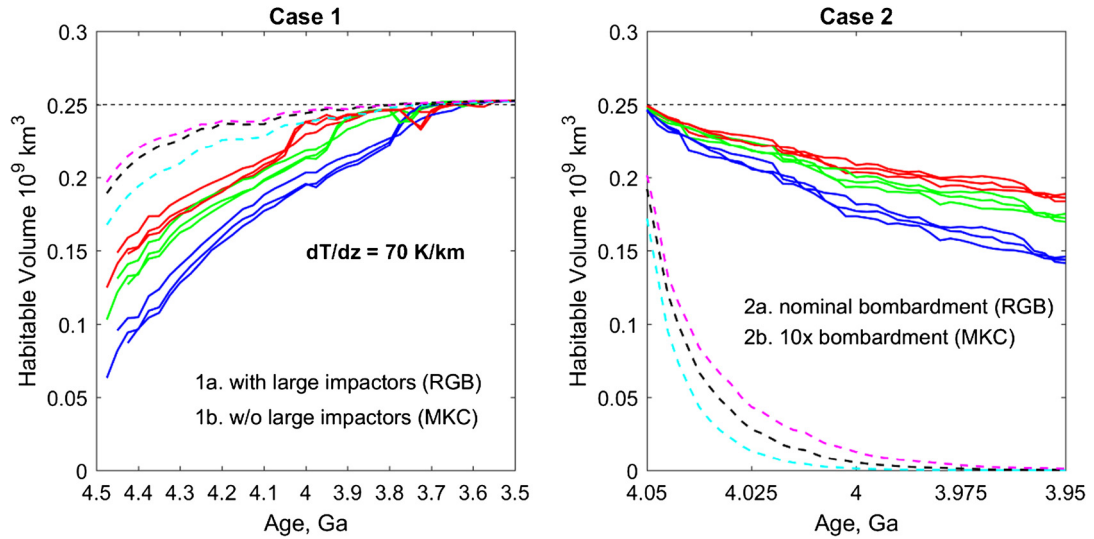 Case 1
0.3
0.25
0.2
0.15
0.1
0.05
0
Habitable Volume 10⁹ km³
dT/dz = 70 K/km
1a. with large impactors (RGB)
1b. w/o large impactors (MKC)
4.5 4.4 4.3 4.2 4.1 4 3.9 3.8 3.7 3.6 3.5
Age, Ga
Case 2
0.3
0.25
0.2
0.15
0.1
0.05
0
Habitable Volume 10⁹ km³
2a. nominal bombardment (RGB)
2b. 10x bombardment (MKC)
4.05 4.025 4 3.975 3.95
Age, Ga